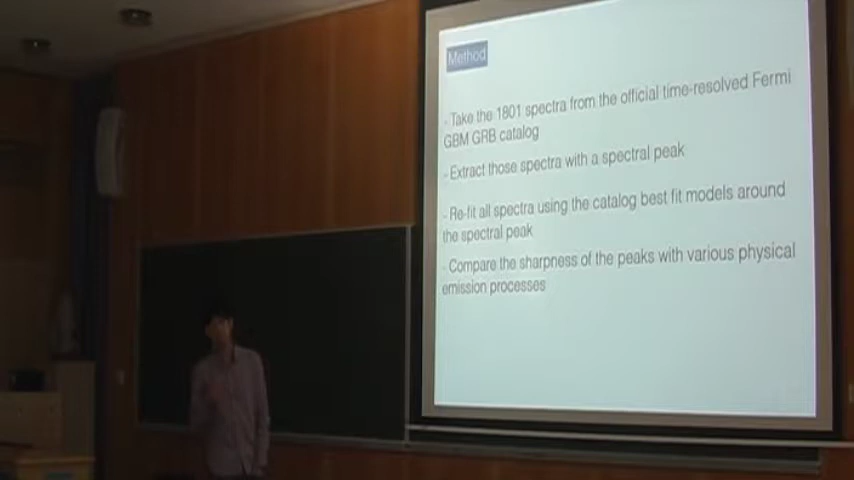 Method
- Take the 1801 spectra from the official time-resolved Fermi
GBM GRB catalog
- Extract those spectra with a spectral peak
- Re-fit all spectra using the catalog best fit models around
the spectral peak
- Compare the sharpness of the peaks with various physical
emission processes